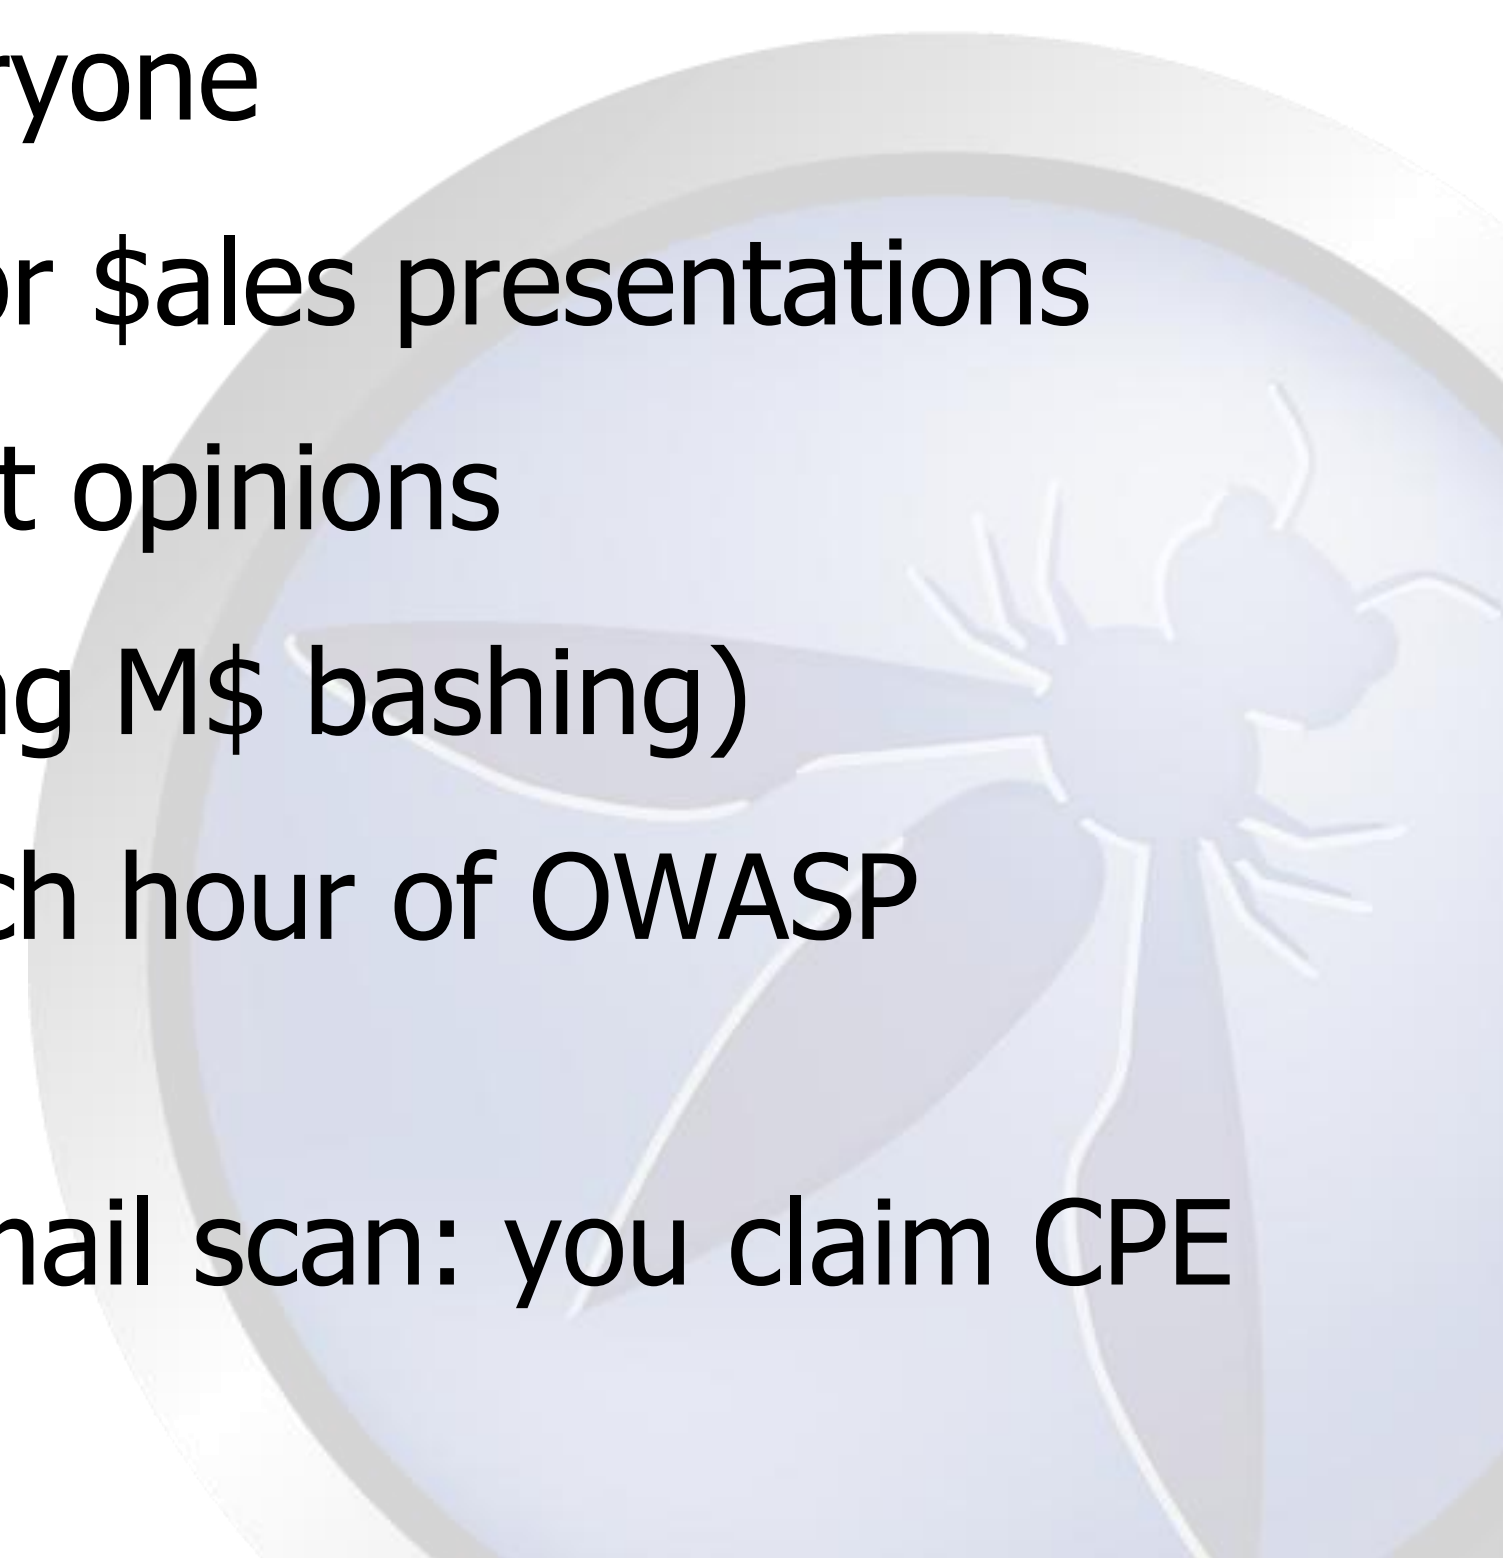 ryone
or $ales presentations
t opinions
ng M$ bashing)
ch hour of OWASP
nail scan: you claim CPE